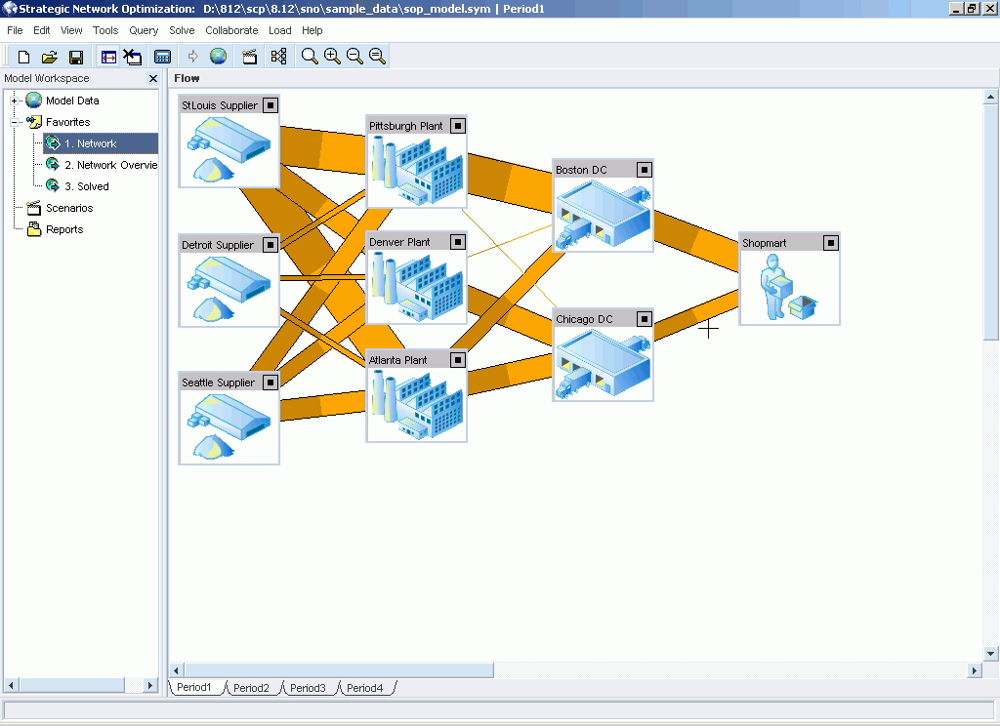 Strategic Network Optimization: D:\812\scp\8.12\sno\sample_data\sop_model.sym | Period1
File Edit View Tools Query Solve Collaborate Load Help
Model Workspace
Flow
Model Data
Favorites
1. Network
2. Network Overvie
3. Solved
Scenarios
Reports
StLouis Supplier
Pittsburgh Plant
Boston DC
Detroit Supplier
Denver Plant
Shopmart
Chicago DC
Atlanta Plant
Seattle Supplier
Period1 Period2 Period3 Period4